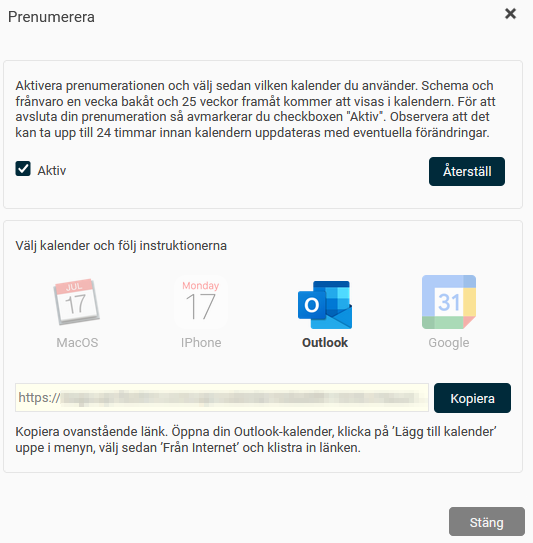 Prenumerera
Aktivera prenumerationen och välj sedan vilken kalender du använder. Schema och
frånvaro en vecka bakåt och 25 veckor framåt kommer att visas i kalendern. För att
avsluta din prenumeration så avmarkerar du checkboxen "Aktiv". Observera att det
kan ta upp till 24 timmar innan kalendern uppdateras med eventuella förändringar.
Aktiv
Återställ
Välj kalender och följ instruktionerna
JUL
17
Monday
17
O
31
MacOS
IPhone
Outlook
Google
https://
Kopiera
Kopiera ovanstående länk. Öppna din Outlook-kalender, klicka på ’Lägg till kalender’
uppe i menyn, välj sedan ‘Från Internet’ och klistra in länken.
Stäng